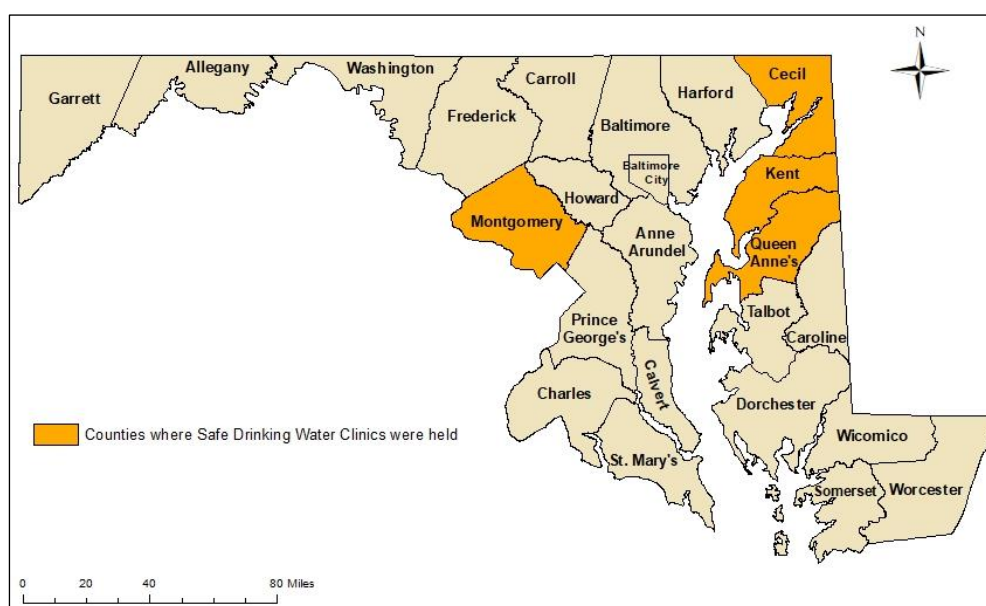 N
Garrett
Allegany
Washington
Frederick
Carroll
Baltimore
Harford
Cecil
Baltimore
City
Kent
Howard
Montgomery
Anne
Arundel
Queen
Anne's
Talbot
Caroline
Prince
George's
Calvert
Charles
Dorchester
St. Mary's
Wicomico
Somerset
Worcester
Counties where Safe Drinking Water Clinics were held
0 20 40 80 Miles